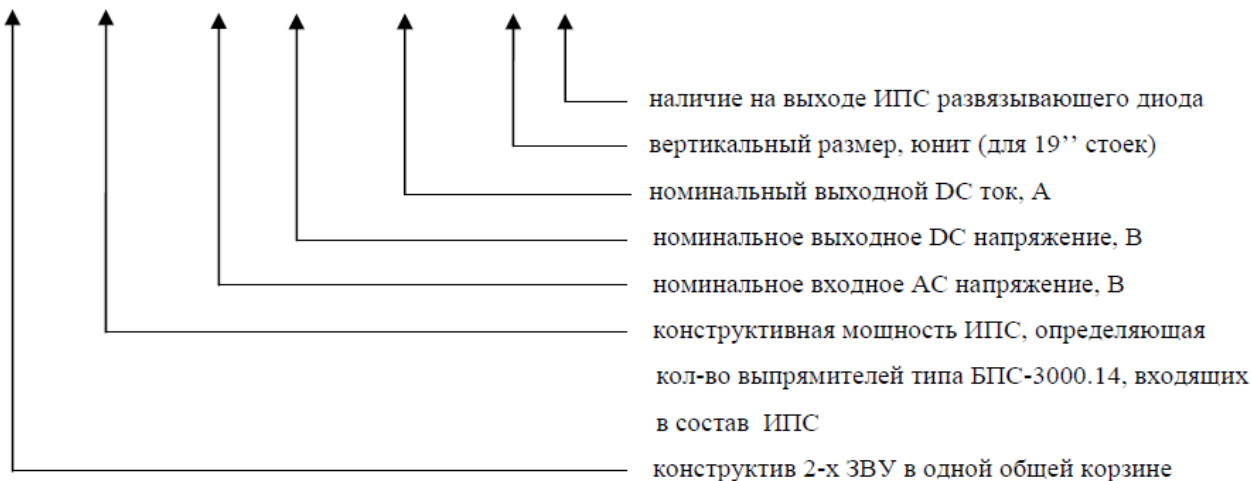 наличие на выходе ИПС развязывающего диода
вертикальный размер, юнит (для 19’’ стоек)
номинальный выходной DC ток, А
номинальное выходное DC напряжение, В
номинальное входное AC напряжение, В
конструктивная мощность ИПС, определяющая
кол-во выпрямителей типа БПС-3000.14, входящих
в состав ИПС
конструктив 2-х ЗВУ в одной общей корзине